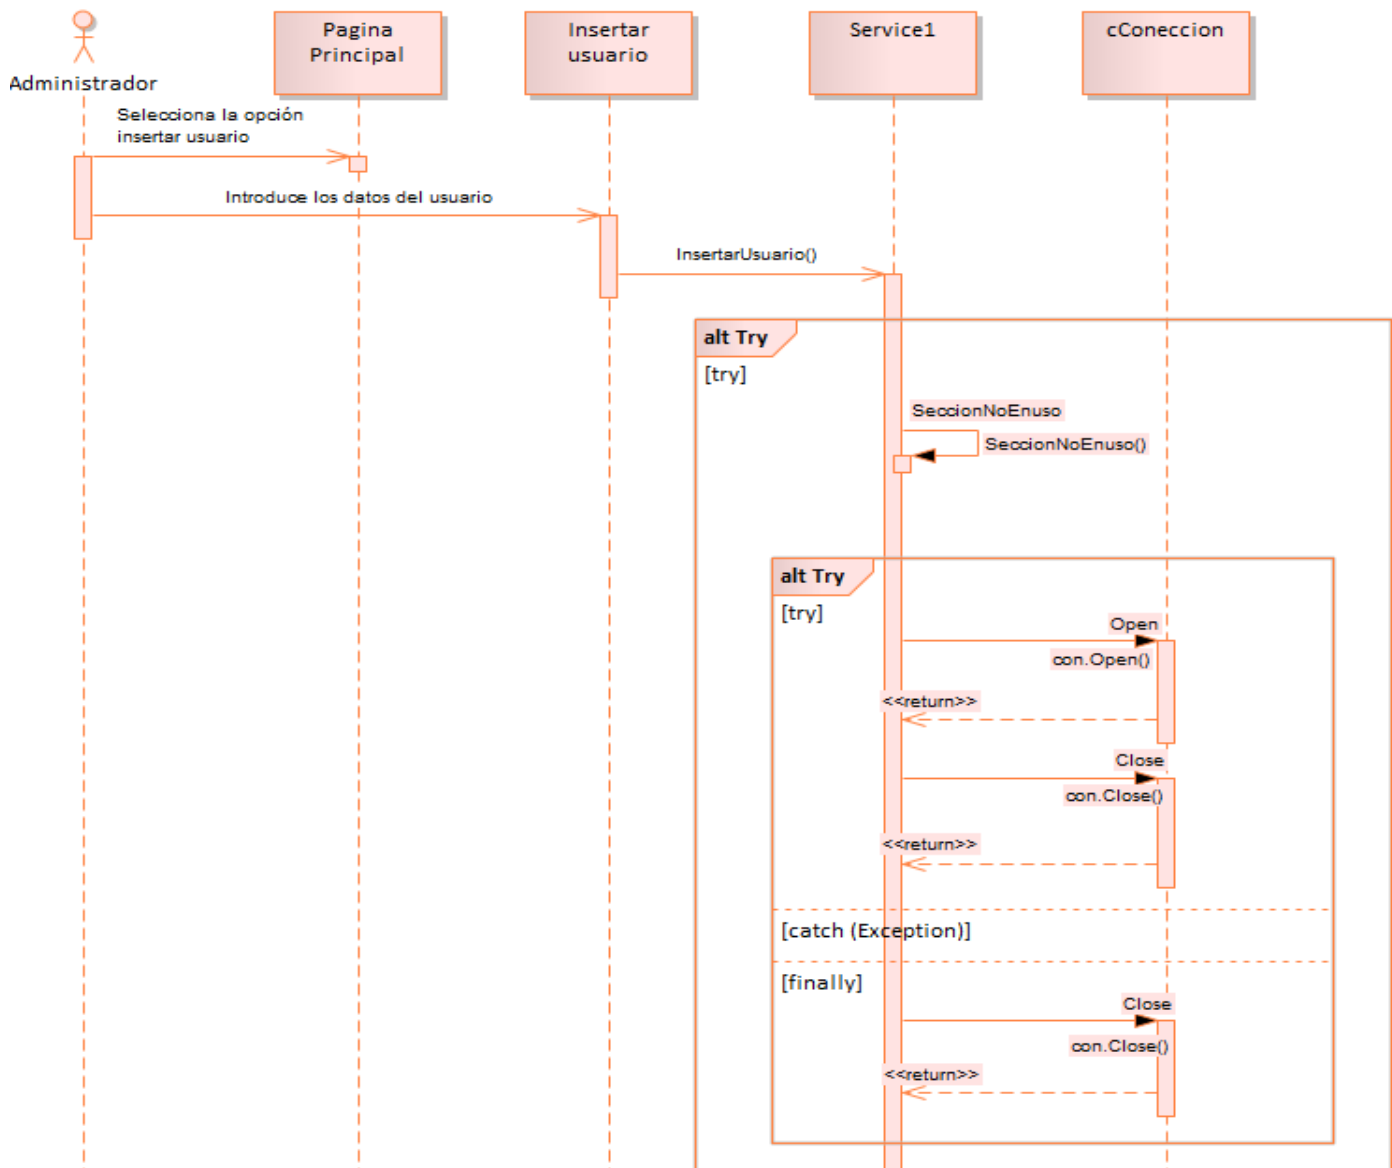 Administrador
Pagina
Principal
Insertar
usuario
Service1
cConeccion
Selecciona la opción
insertar usuario
Introduce los datos del usuario
InsertarUsuario()
alt Try
[try]
SeccionNoEnuso
SeccionNoEnuso()
alt Try
[try]
Open
con.Open()
<<return>>
Close
con.Close()
<<return>>
[catch (Exception)]
[finally]
Close
con.Close()
<<return>>